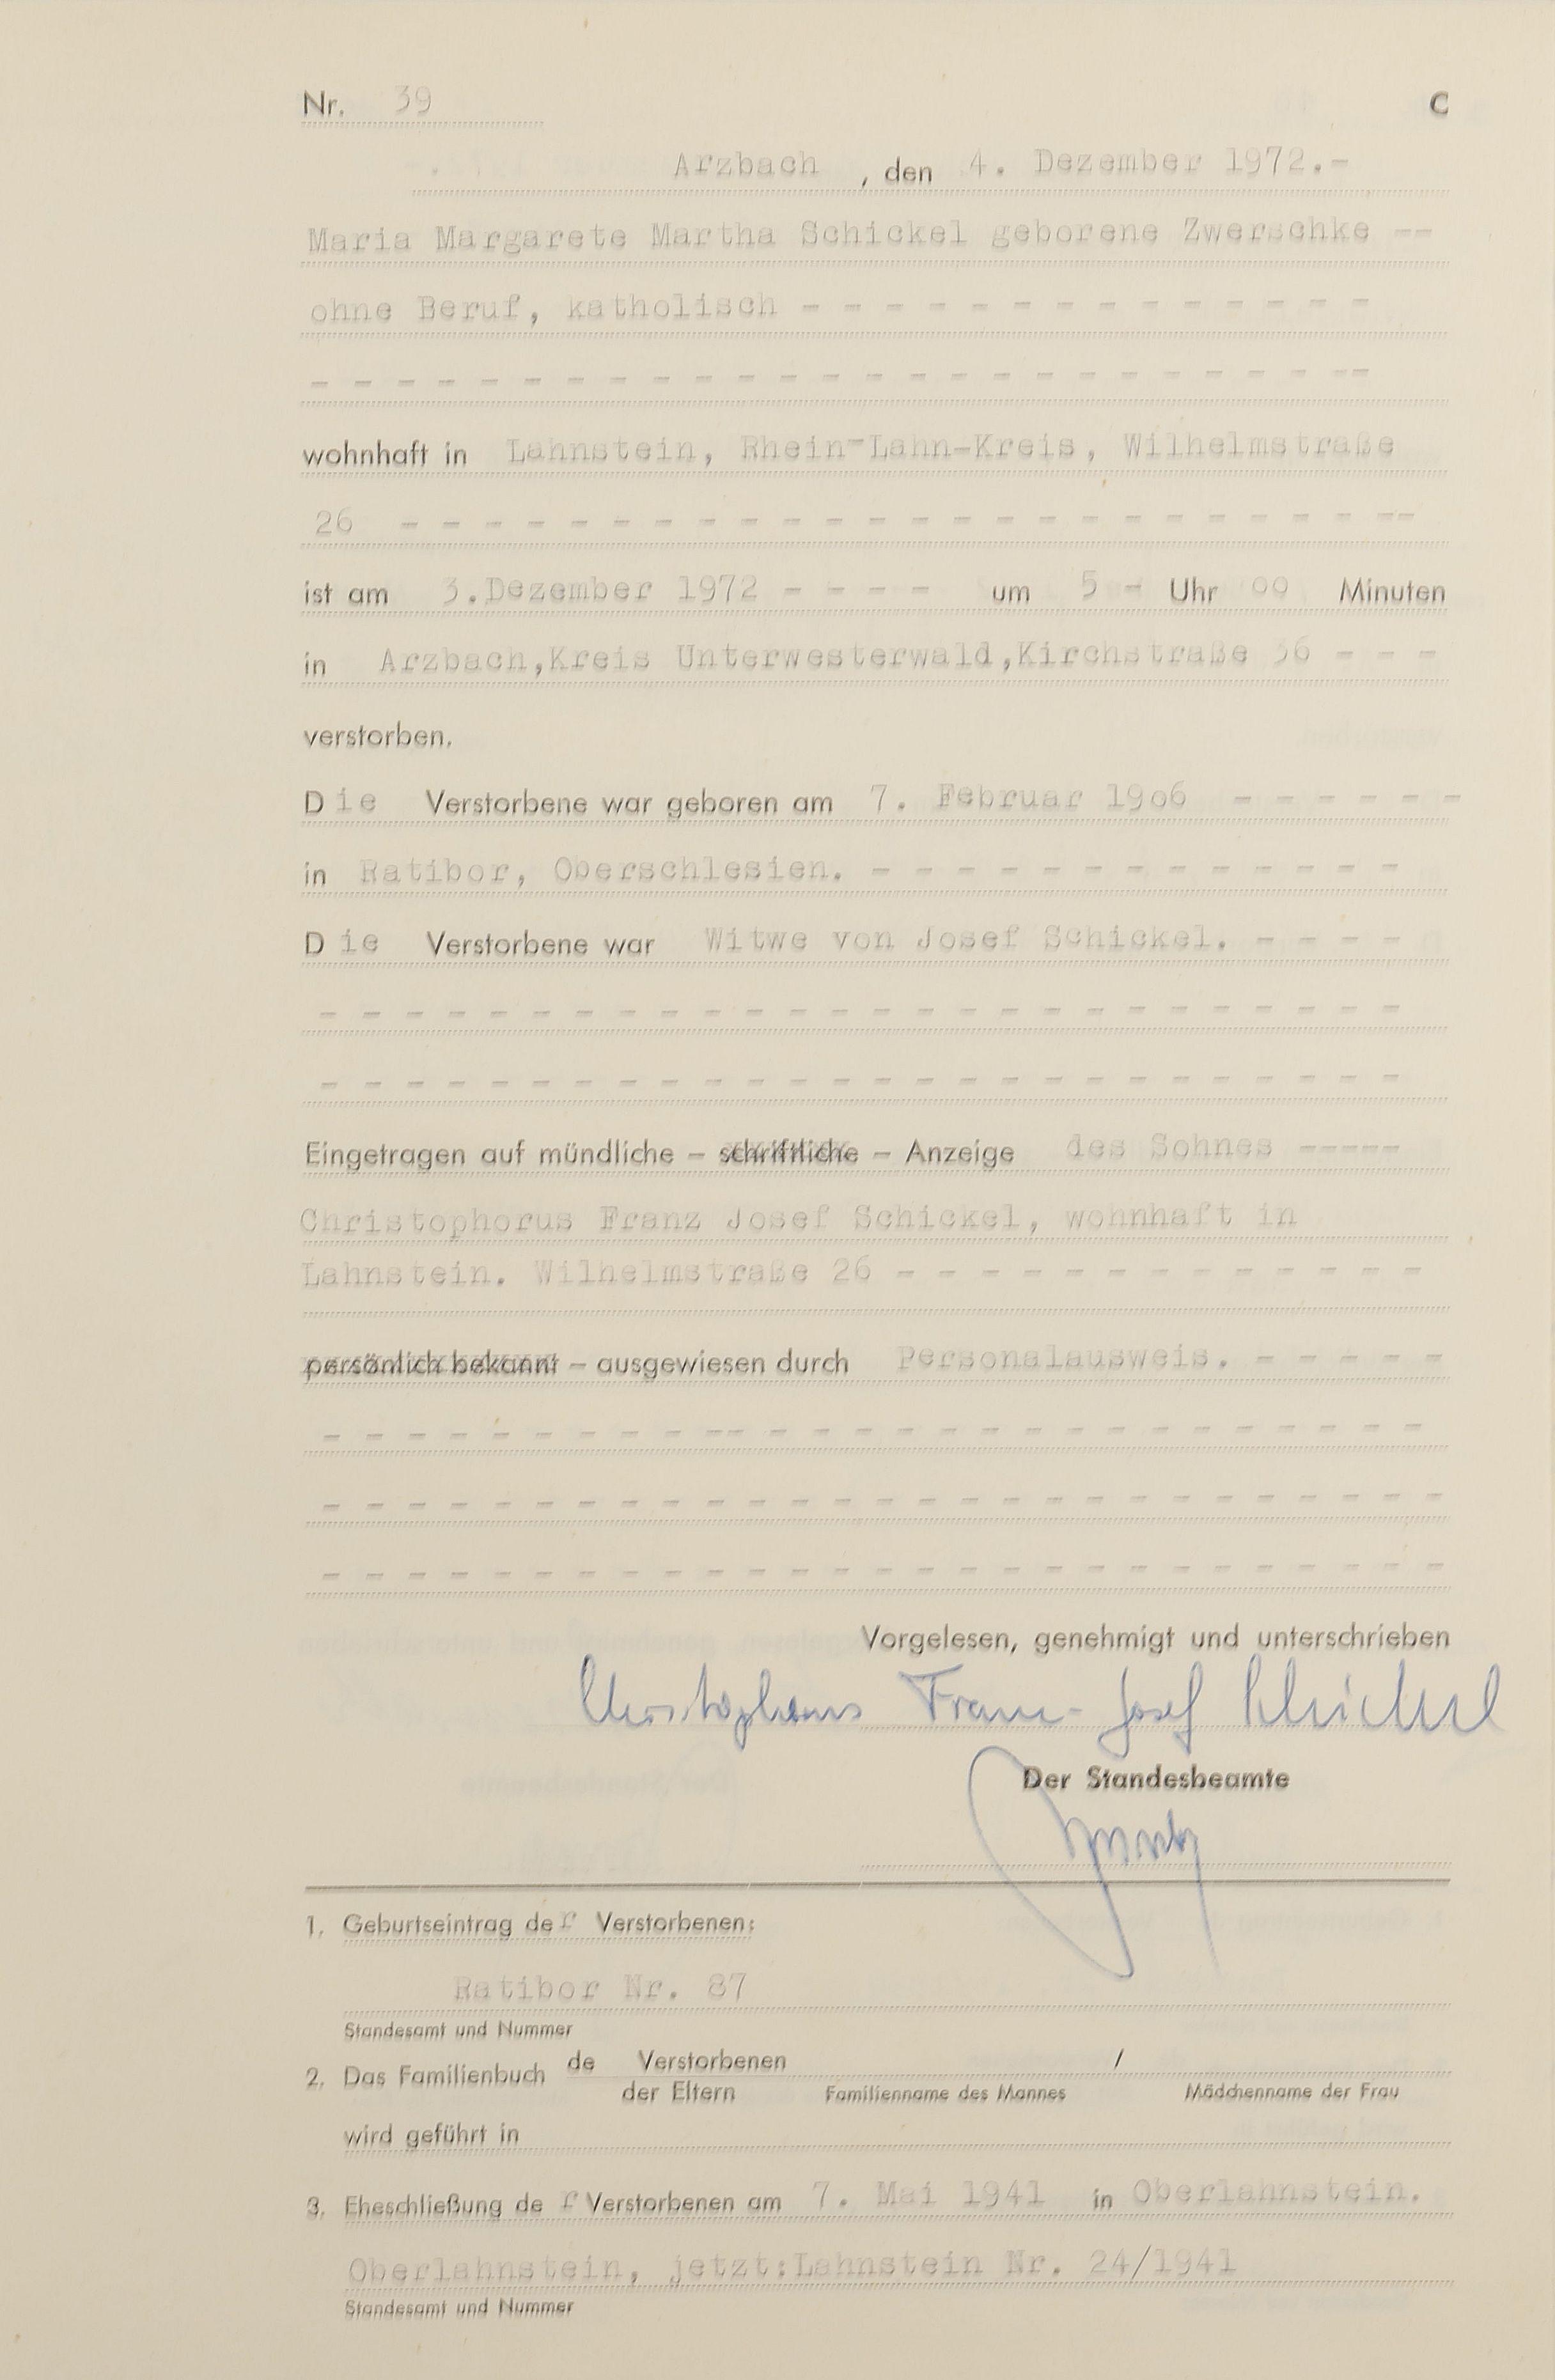 Nr. 39 C
Arzbach , den 4. Dezember 1972.-
Maria Margarete Martha Schickel geborene Zwerschke --
ohne Beruf, katholisch - - - - - - - - - - - - - -
- - - - - - - - - - - - - - - - - - - - - - - - --
wohnhaft in Lahnstein, Rhein-Lahn-Kreis, Wilhelmstraße
26 - - - - - - - - - - - - - - - - - - - - - - - --
ist am 3.Dezember 1972 - - - - um 5 - Uhr oo Minuten
in Arzbach,Kreis Unterwesterwald,Kirchstraße 36 - - -
verstorben.
Die Verstorbene war geboren am 7. Februar 19o6 - - - - - -
in Ratibor, Oberschlesien. - - - - - - - - - - - - -
Die Verstorbene war Witwe von Josef Schickel. - - - -
- - - - - - - - - - - - - - - - - - - - - - - - - -
- - - - - - - - - - - - - - - - - - - - - - - - - -
Eingetragen auf mündliche – schriftliche – Anzeige des Sohnes -----
Christophorus Franz Josef Schickel, wohnhaft in
Lahnstein. Wilhelmstraße 26 - - - - - - - - - - - - -
persönlich bekannt – ausgewiesen durch Personalausweis. - - - - -
- - - - - - - - - -- - - - - - - - - - - - - - - - -
- - - - - - - - - - - - - - - - - - - - - - - - - - -
- - - - - - - - - - - - - - - - - - - - - - - - - - -
Vorgelesen, genehmigt und unterschrieben
Christophorus Franz-Josef Schickel
Der Standesbeamte
1. Geburtseintrag der Verstorbenen:
Ratibor Nr. 87
Standesamt und Nummer
2. Das Familienbuch de Verstorbenen /
der Eltern Familienname des Mannes Mädchenname der Frau
wird geführt in
3. Eheschließung der Verstorbenen am 7. Mai 1941 in Oberlahnstein.
Oberlahnstein, jetzt:Lahnstein Nr. 24/1941
Standesamt und Nummer